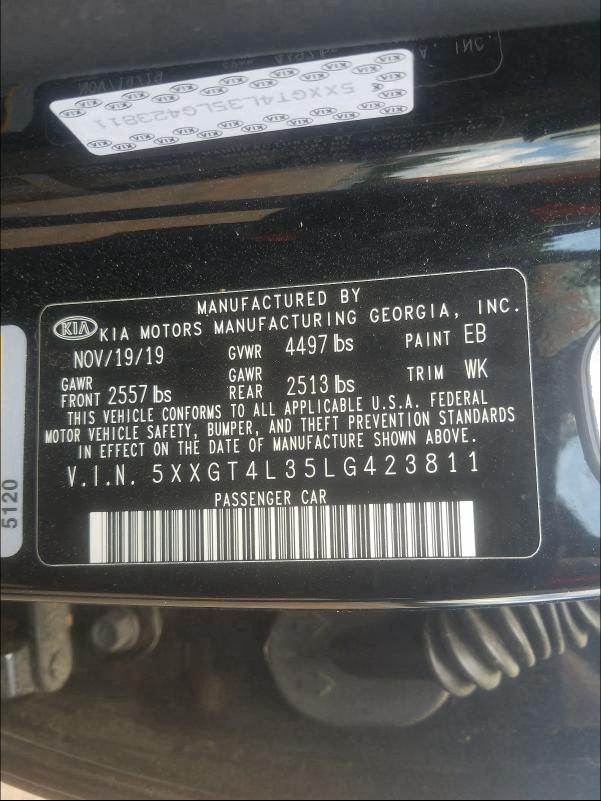 A. INC.
5XXGT4L35LG423811
MANUFACTURED BY
KIA KIA MOTORS MANUFACTURING GEORGIA, INC.
NOV/19/19 GVWR 4497 lbs PAINT EB
GAWR FRONT 2557 lbs GAWR REAR 2513 lbs TRIM WK
THIS VEHICLE CONFORMS TO ALL APPLICABLE U.S.A. FEDERAL
MOTOR VEHICLE SAFETY, BUMPER, AND THEFT PREVENTION STANDARDS
IN EFFECT ON THE DATE OF MANUFACTURE SHOWN ABOVE.
V.I.N. 5XXGT4L35LG423811
PASSENGER CAR
5120